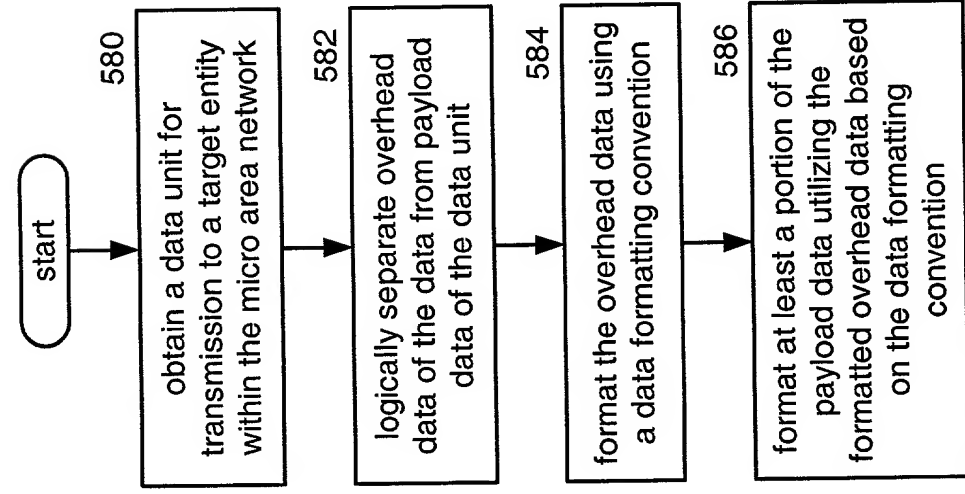 start
580
obtain a data unit for
transmission to a target entity
within the micro area network
582
logically separate overhead
data of the data from payload
data of the data unit
584
format the overhead data using
a data formatting convention
586
format at least a portion of the
payload data utilizing the
formatted overhead data based
on the data formatting
convention